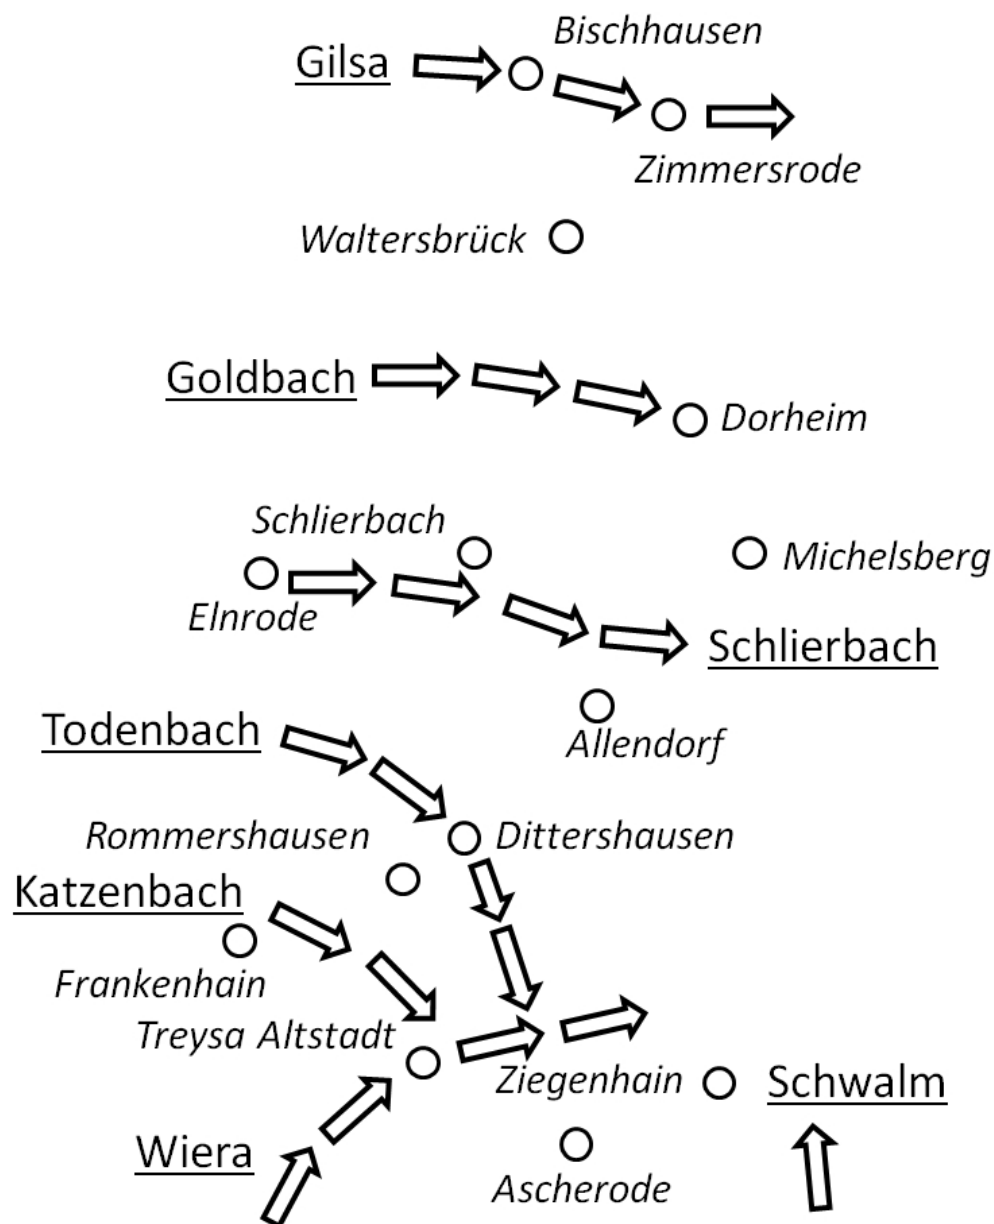 Bischhausen
Gilsa
Zimmersrode
Waltersbrück
Goldbach
Dorheim
Schlierbach
Michelsberg
Elnrode
Schlierbach
Todenbach
Allendorf
Rommershausen
Dittershausen
Katzenbach
Frankenhain
Treysa Altstadt
Ziegenhain
Schwalm
Wiera
Ascherode